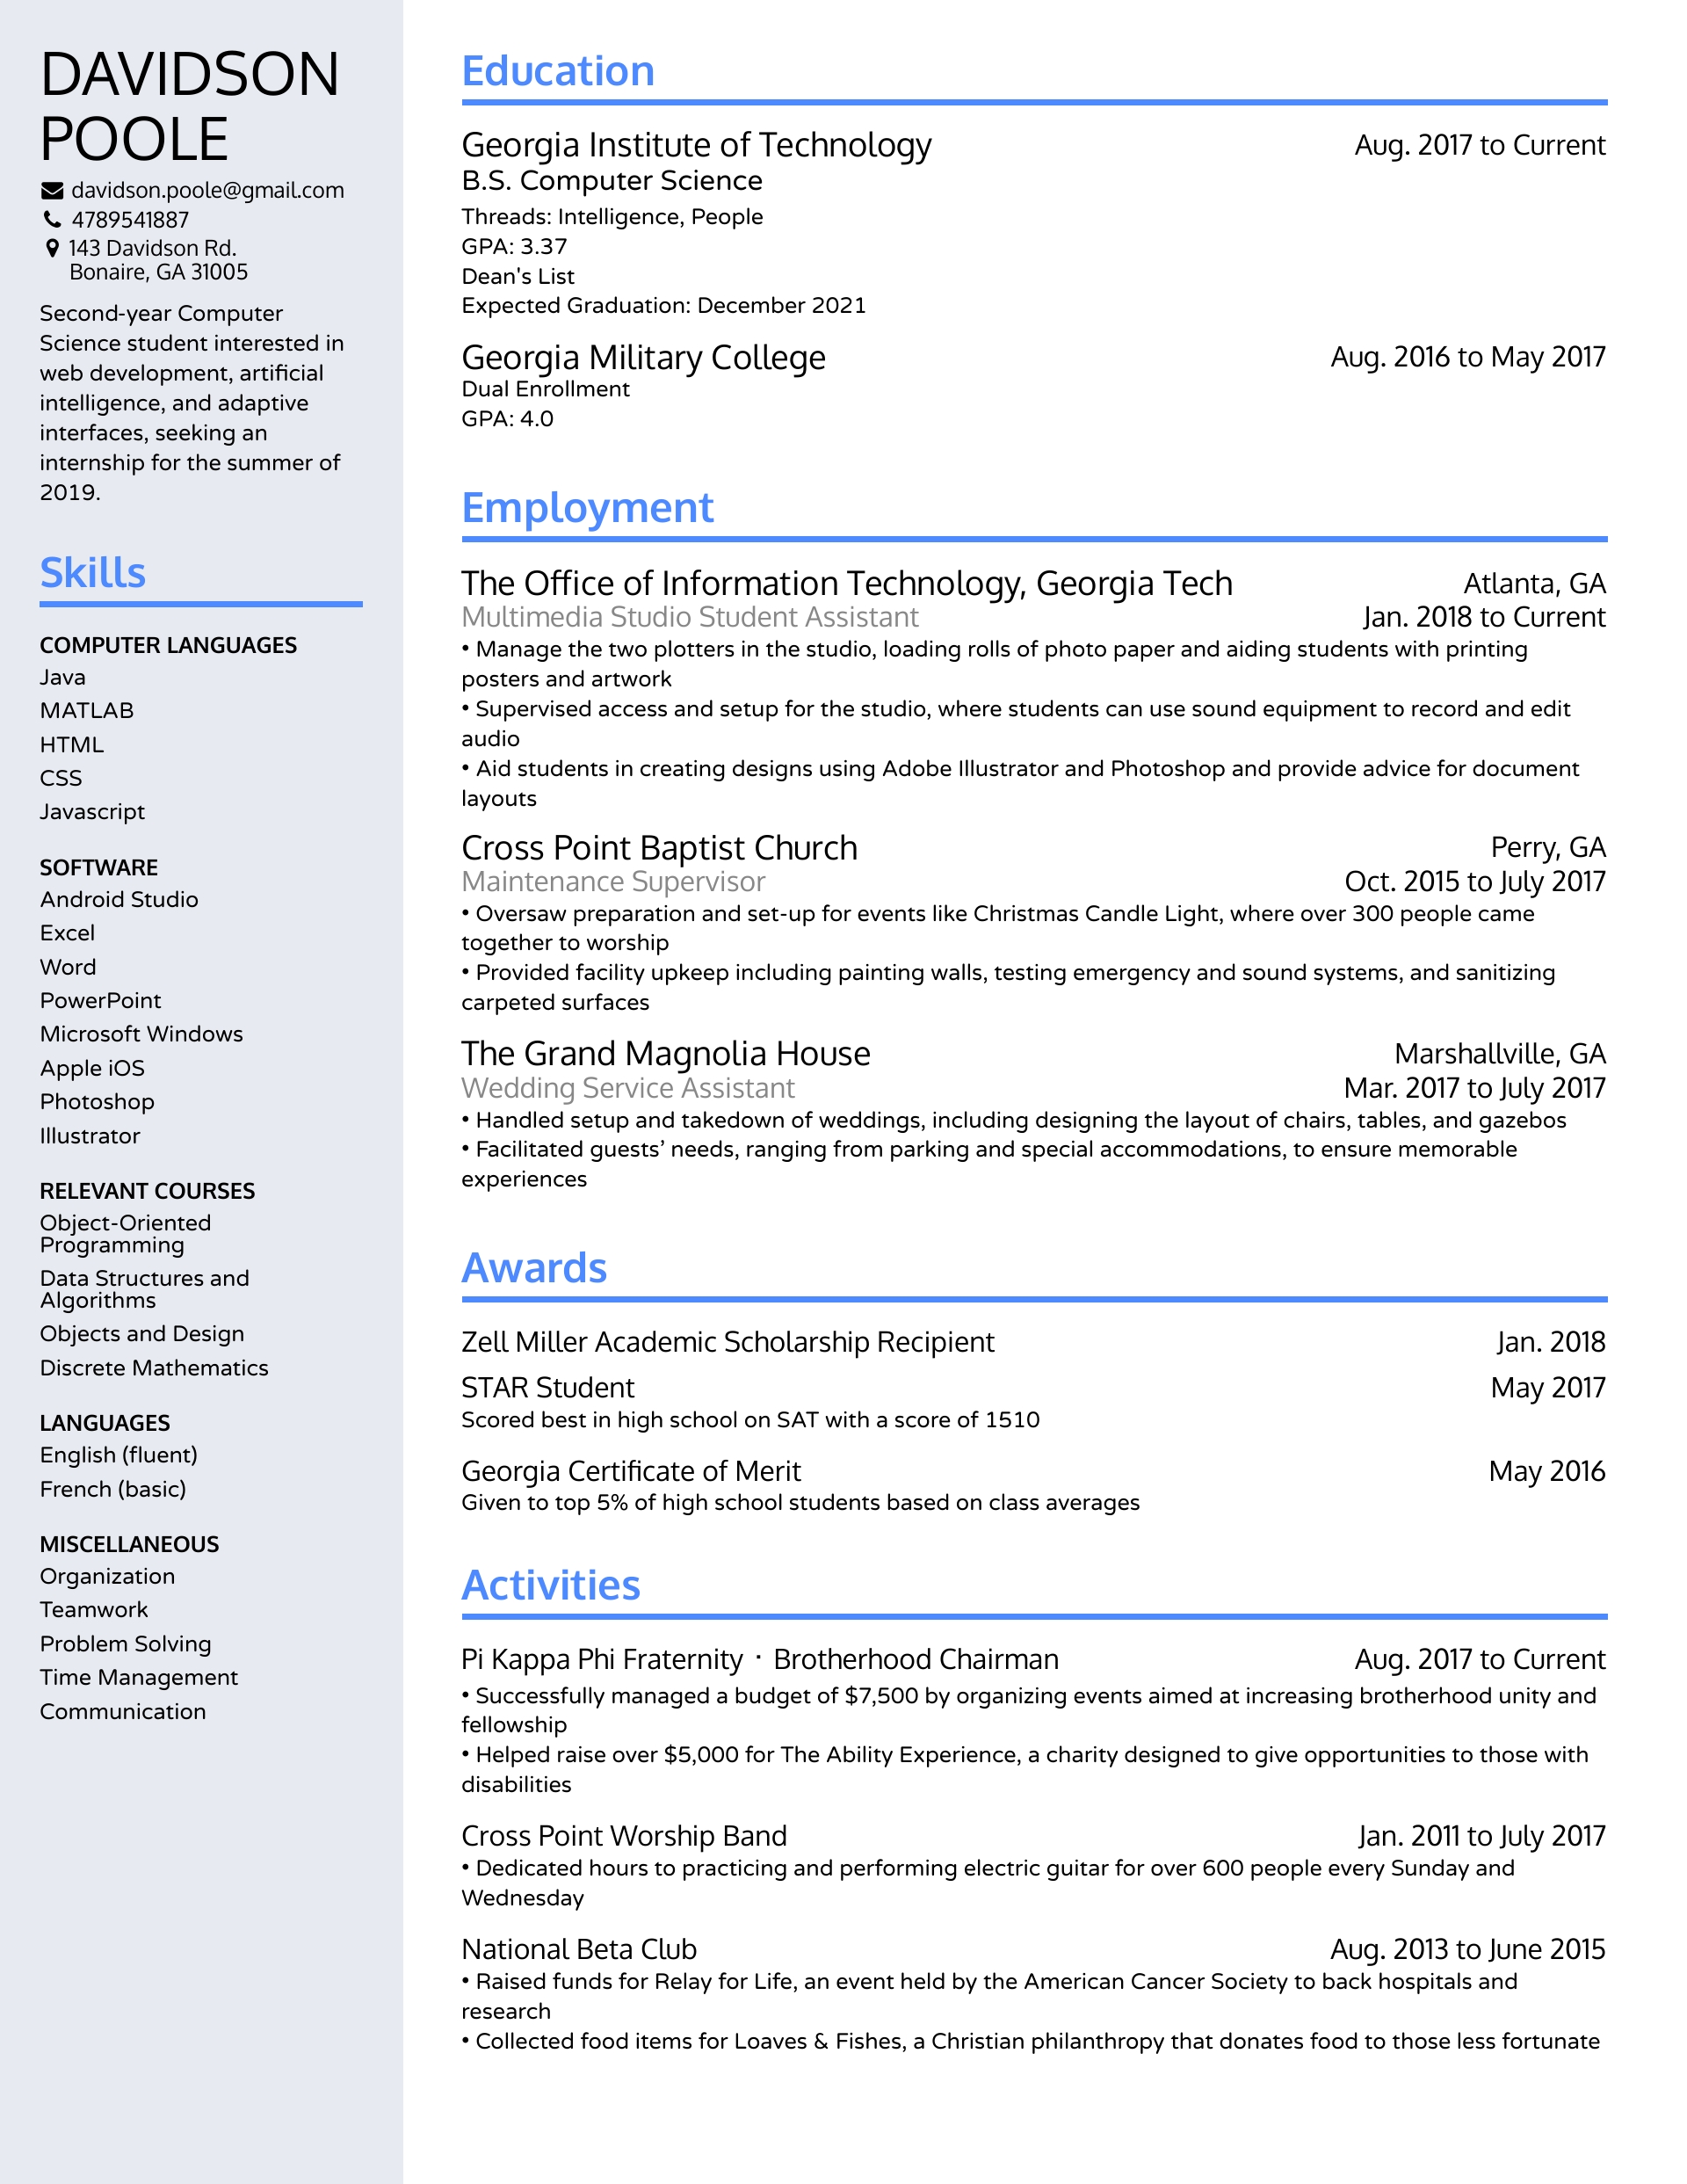 DAVIDSON
POOLE
davidson.poole@gmail.com
4789541887
143 Davidson Rd.
Bonaire, GA 31005
Second-year Computer
Science student interested in
web development, artificial
intelligence, and adaptive
interfaces, seeking an
internship for the summer of
2019.
Skills
COMPUTER LANGUAGES
Java
MATLAB
HTML
CSS
Javascript
SOFTWARE
Android Studio
Excel
Word
PowerPoint
Microsoft Windows
Apple iOS
Photoshop
Illustrator
RELEVANT COURSES
Object-Oriented
Programming
Data Structures and
Algorithms
Objects and Design
Discrete Mathematics
LANGUAGES
English (fluent)
French (basic)
MISCELLANEOUS
Organization
Teamwork
Problem Solving
Time Management
Communication
Education
Georgia Institute of Technology Aug. 2017 to Current
B.S. Computer Science
Threads: Intelligence, People
GPA: 3.37
Dean's List
Expected Graduation: December 2021
Georgia Military College Aug. 2016 to May 2017
Dual Enrollment
GPA: 4.0
Employment
The Office of Information Technology, Georgia Tech Atlanta, GA
Multimedia Studio Student Assistant Jan. 2018 to Current
• Manage the two plotters in the studio, loading rolls of photo paper and aiding students with printing
posters and artwork
• Supervised access and setup for the studio, where students can use sound equipment to record and edit
audio
• Aid students in creating designs using Adobe Illustrator and Photoshop and provide advice for document
layouts
Cross Point Baptist Church Perry, GA
Maintenance Supervisor Oct. 2015 to July 2017
• Oversaw preparation and set-up for events like Christmas Candle Light, where over 300 people came
together to worship
• Provided facility upkeep including painting walls, testing emergency and sound systems, and sanitizing
carpeted surfaces
The Grand Magnolia House Marshallville, GA
Wedding Service Assistant Mar. 2017 to July 2017
• Handled setup and takedown of weddings, including designing the layout of chairs, tables, and gazebos
• Facilitated guests’ needs, ranging from parking and special accommodations, to ensure memorable
experiences
Awards
Zell Miller Academic Scholarship Recipient Jan. 2018
STAR Student May 2017
Scored best in high school on SAT with a score of 1510
Georgia Certificate of Merit May 2016
Given to top 5% of high school students based on class averages
Activities
Pi Kappa Phi Fraternity · Brotherhood Chairman Aug. 2017 to Current
• Successfully managed a budget of $7,500 by organizing events aimed at increasing brotherhood unity and
fellowship
• Helped raise over $5,000 for The Ability Experience, a charity designed to give opportunities to those with
disabilities
Cross Point Worship Band Jan. 2011 to July 2017
• Dedicated hours to practicing and performing electric guitar for over 600 people every Sunday and
Wednesday
National Beta Club Aug. 2013 to June 2015
• Raised funds for Relay for Life, an event held by the American Cancer Society to back hospitals and
research
• Collected food items for Loaves & Fishes, a Christian philanthropy that donates food to those less fortunate